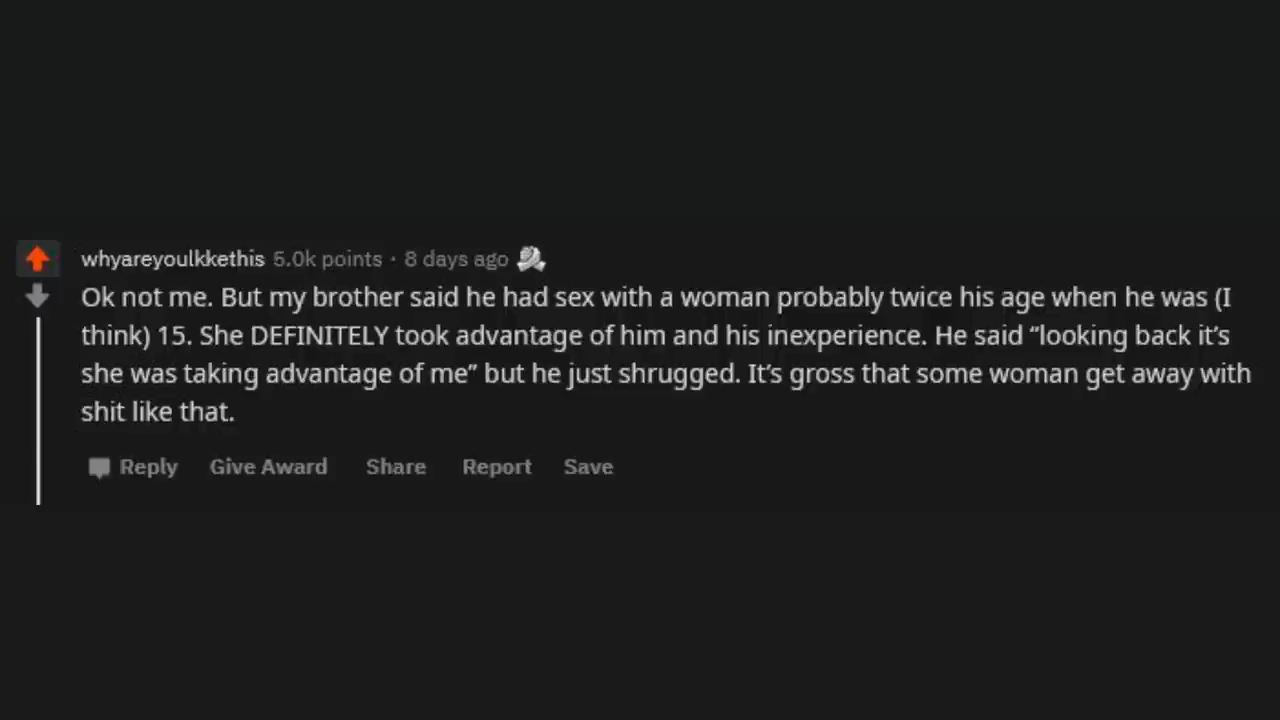 whyareyoulkkethis 5.0k points · 8 days ago
Ok not me. But my brother said he had sex with a woman probably twice his age when he was (I
think) 15. She DEFINITELY took advantage of him and his inexperience. He said “looking back it’s
she was taking advantage of me” but he just shrugged. It’s gross that some woman get away with
shit like that.
Reply Give Award Share Report Save